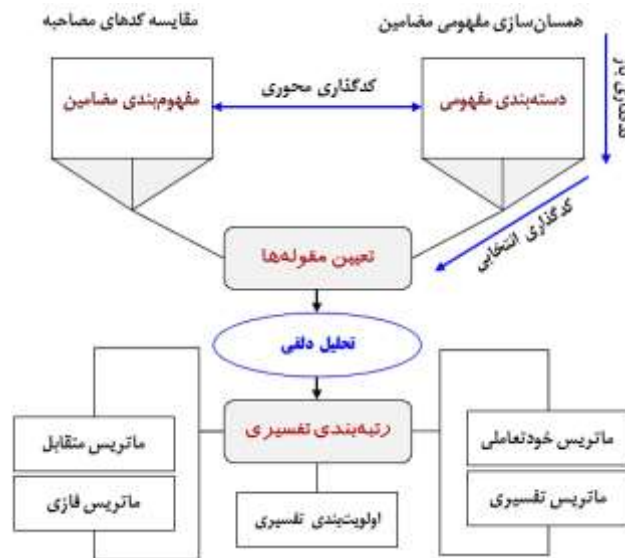 همسان‌سازی مفهومی مضامین
مقایسه کدهای مصاحبه
دسته‌بندی مفهومی
کدگذاری محوری
مفهوم‌بندی مضامین
کدگذاری انتخابی
تعیین مقوله‌ها
تحلیل دلفی
رتبه‌بندی تفسیری
ماتریس خودتعاملی
ماتریس متقابل
ماتریس تفسیری
ماتریس فازی
اولویت‌بندی تفسیری